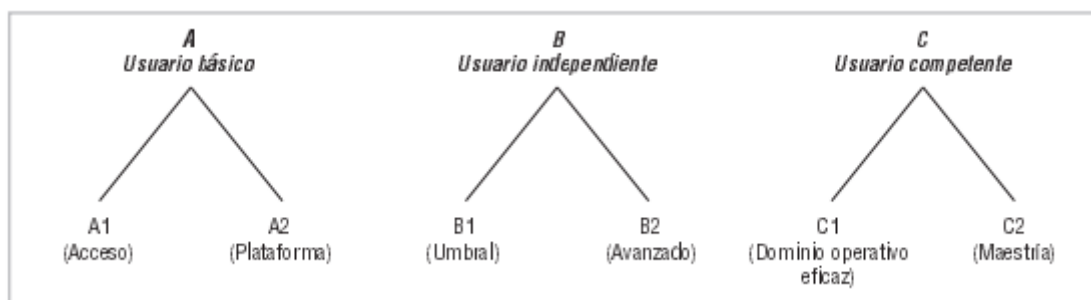 A
Usuario básico
B
Usuario independiente
C
Usuario competente
A1
(Acceso)
A2
(Plataforma)
B1
(Umbral)
B2
(Avanzado)
C1
(Dominio operativo
eficaz)
C2
(Maestría)